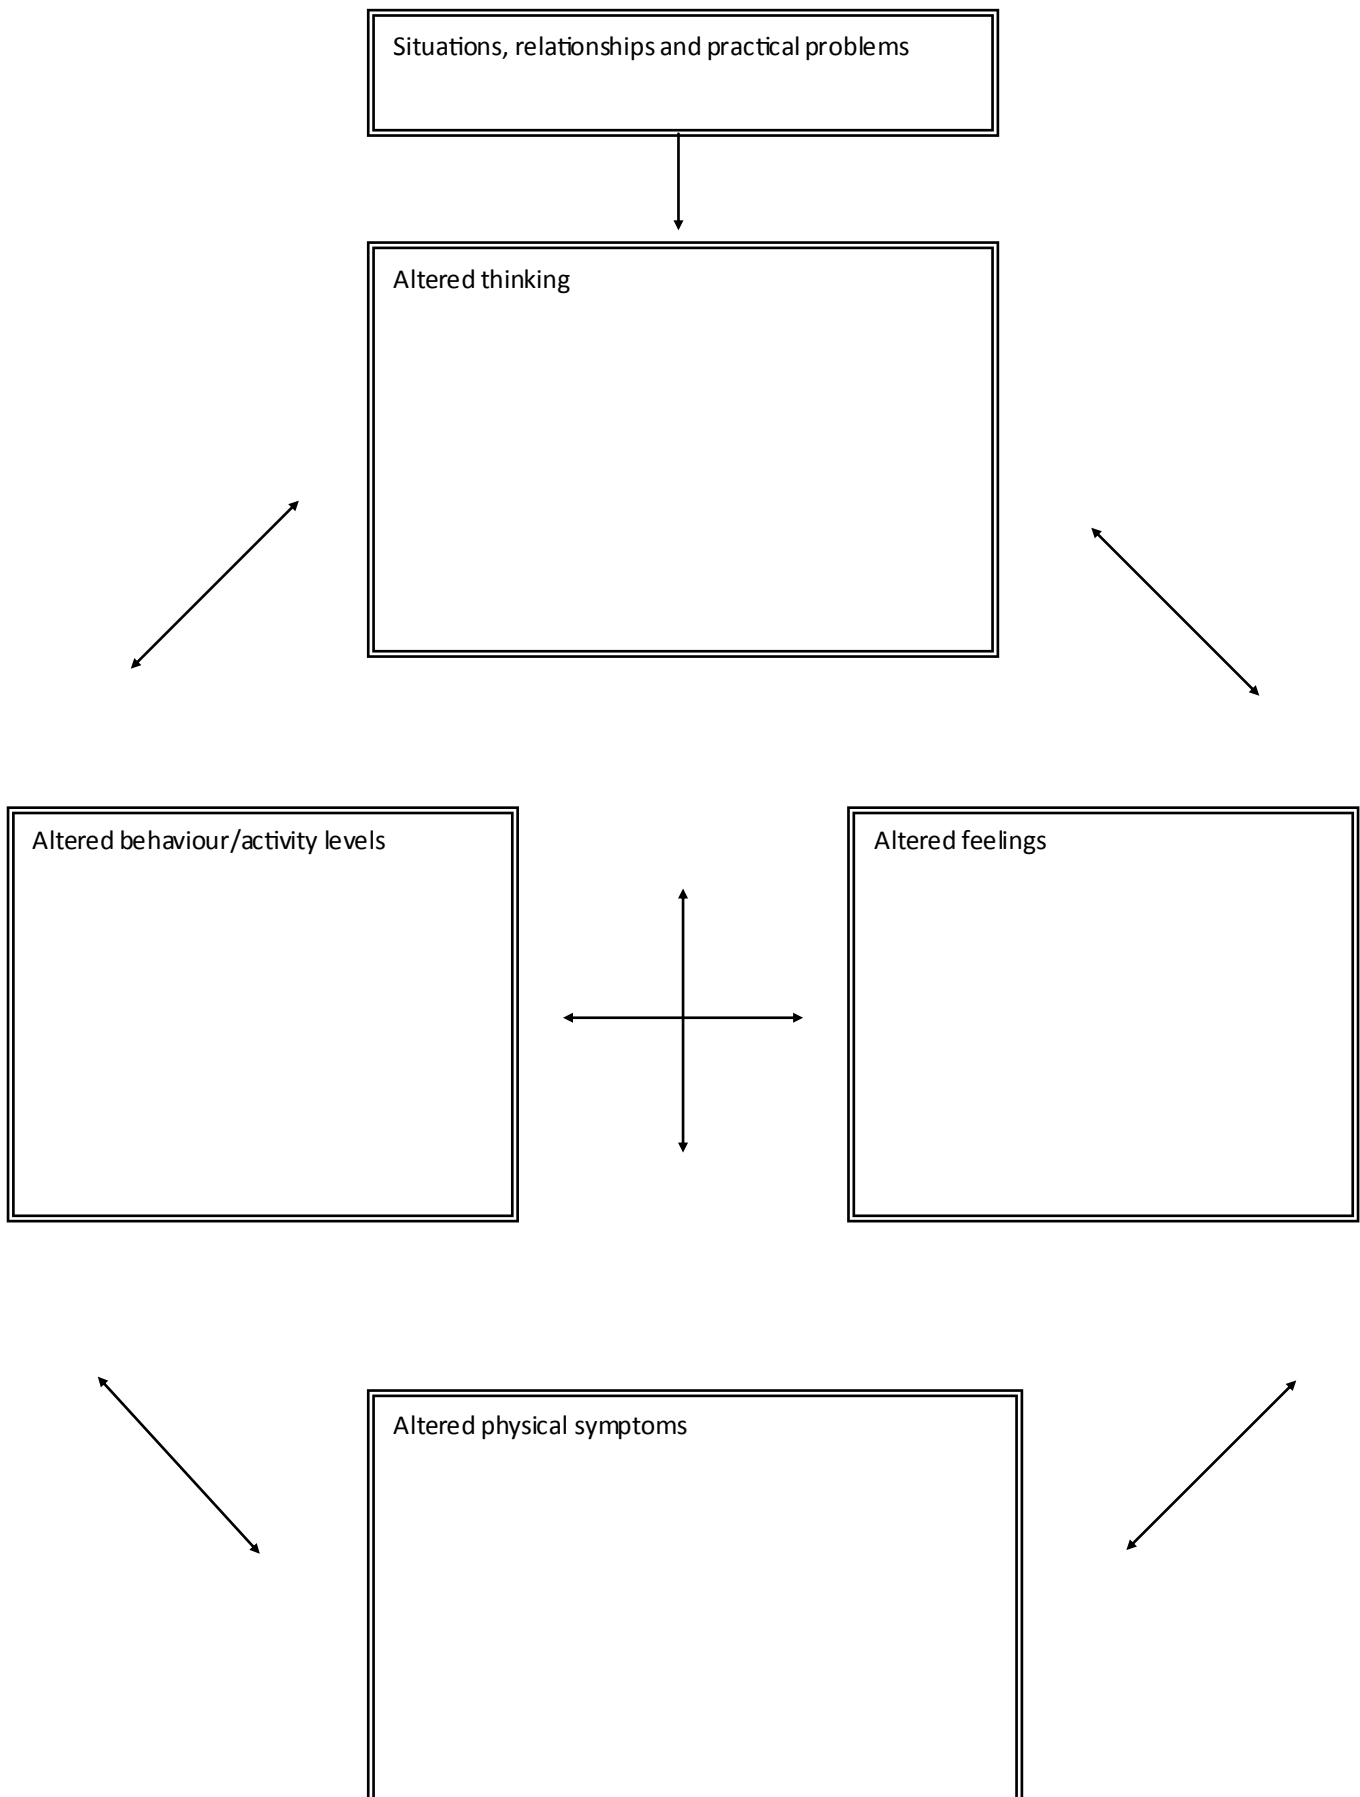 Situations, relationships and practical problems
Altered thinking
Altered behaviour/activity levels
Altered feelings
Altered physical symptoms